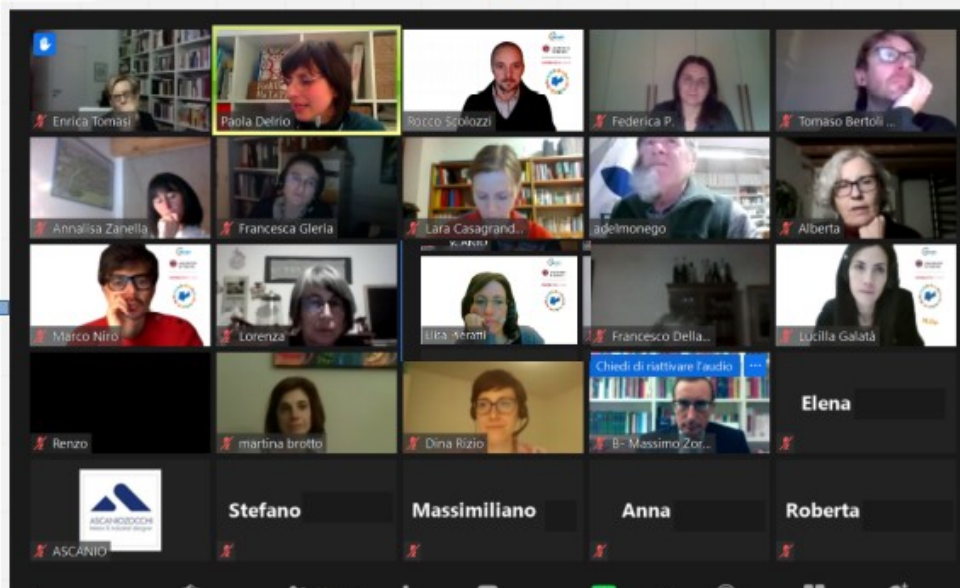 Enrica Tomasi
Paola Delrio
Rocco Scolozzi
Federica P.
Tomaso Bertoli ...
Annalisa Zanella
Francesca Gleria
Lara Casagrand...
adelmonego
Alberta
Marco Niro
Lorenza
Francesco Della...
Lucilla Galatà
Renzo
martina brotto
Dina Rizio
Chiedi di riattivare l'audio ...
B- Massimo Zor...
Elena
ASCANIOZOCCHI
ASCANIO
Stefano
Massimiliano
Anna
Roberta